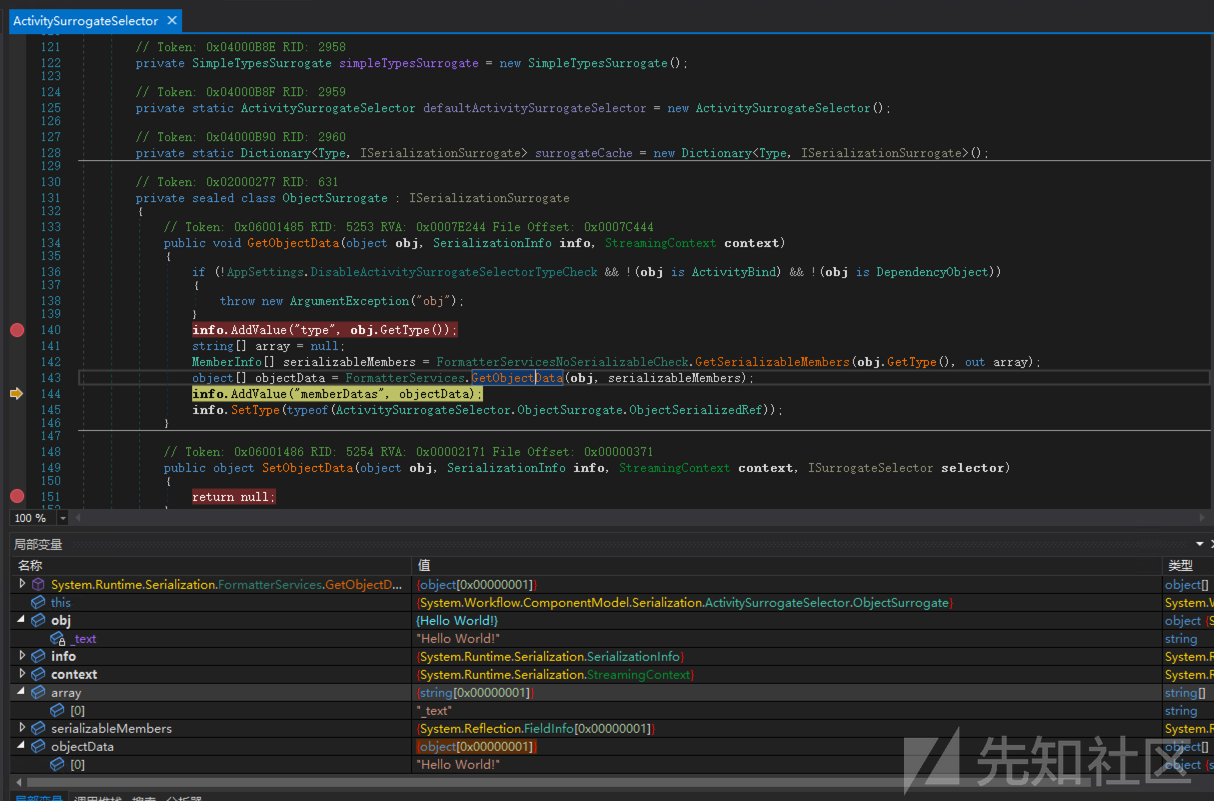 ActivitySurrogateSelector ×
121 // Token: 0x04000B8E RID: 2958
122 private SimpleTypesSurrogate simpleTypesSurrogate = new SimpleTypesSurrogate();
123
124 // Token: 0x04000B8F RID: 2959
125 private static ActivitySurrogateSelector defaultActivitySurrogateSelector = new ActivitySurrogateSelector();
126
127 // Token: 0x04000B90 RID: 2960
128 private static Dictionary<Type, ISerializationSurrogate> surrogateCache = new Dictionary<Type, ISerializationSurrogate>();
129
130 // Token: 0x02000277 RID: 631
131 private sealed class ObjectSurrogate : ISerializationSurrogate
132 {
133 // Token: 0x06001485 RID: 5253 RVA: 0x0007E244 File Offset: 0x0007C444
134 public void GetObjectData(object obj, SerializationInfo info, StreamingContext context)
135 {
136 if (!AppSettings.DisableActivitySurrogateSelectorTypeCheck && !(obj is ActivityBind) && !(obj is DependencyObject))
137 {
138 throw new ArgumentException("obj");
139 }
140 info.AddValue("type", obj.GetType());
141 string[] array = null;
142 MemberInfo[] serializableMembers = FormatterServicesNoSerializableCheck.GetSerializableMembers(obj.GetType(), out array);
143 object[] objectData = FormatterServices.GetObjectData(obj, serializableMembers);
144 info.AddValue("memberDatas", objectData);
145 info.SetType(typeof(ActivitySurrogateSelector.ObjectSurrogate.ObjectSerializedRef));
146 }
147
148 // Token: 0x06001486 RID: 5254 RVA: 0x00002171 File Offset: 0x00000371
149 public object SetObjectData(object obj, SerializationInfo info, StreamingContext context, ISurrogateSelector selector)
150 {
151 return null;
100 %
局部变量
名称 值 类型
System.Runtime.Serialization.FormatterServices.GetObjectD... {object[0x00000001]} object[]
this {System.Workflow.ComponentModel.Serialization.ActivitySurrogateSelector.ObjectSurrogate} System.W
obj {Hello World!} object {S
_text "Hello World!" string
info {System.Runtime.Serialization.SerializationInfo} System.R
context {System.Runtime.Serialization.StreamingContext} System.R
array {string[0x00000001]} string[]
[0] "_text" string
serializableMembers {System.Reflection.FieldInfo[0x00000001]} System.R
objectData {object[0x00000001]} object[]
[0] "Hello World!" object {s
先知社区
局部变量 调用堆栈 搜索 分析器